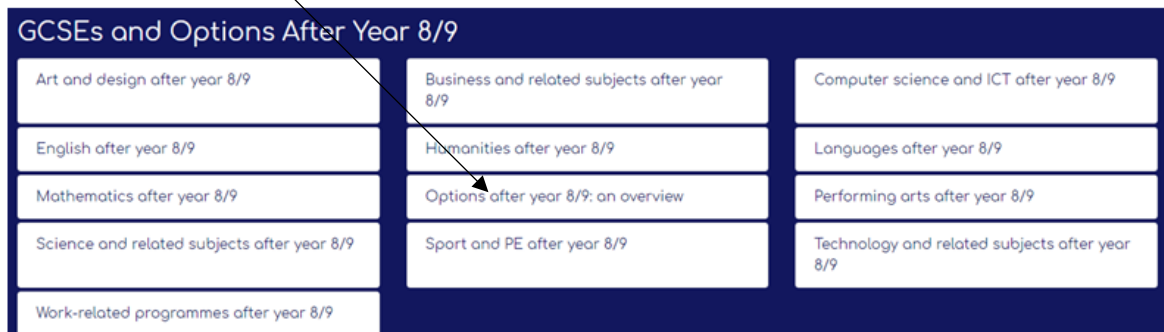 GCSEs and Options After Year 8/9
Art and design after year 8/9
Business and related subjects after year
8/9
Computer science and ICT after year 8/9
English after year 8/9
Humanities after year 8/9
Languages after year 8/9
Mathematics after year 8/9
Options after year 8/9: an overview
Performing arts after year 8/9
Science and related subjects after year 8/9
Sport and PE after year 8/9
Technology and related subjects after year
8/9
Work-related programmes after year 8/9